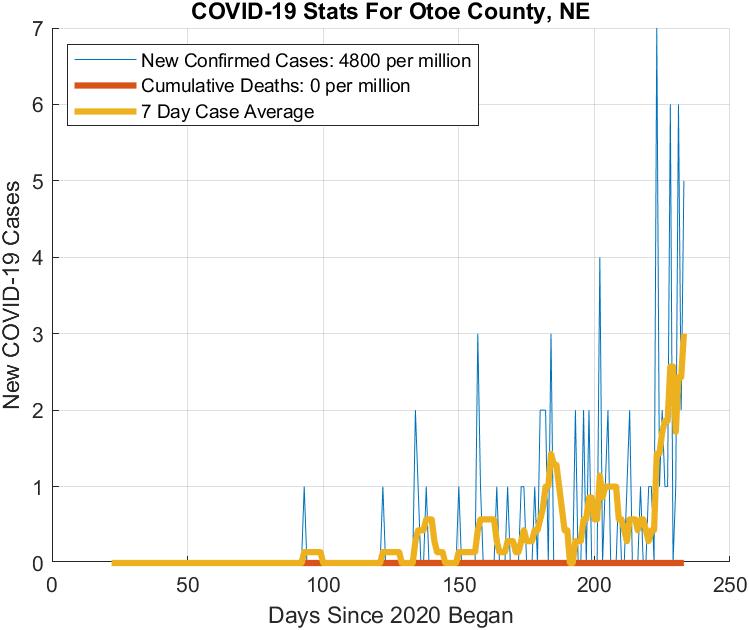 COVID-19 Stats For Otoe County, NE
New Confirmed Cases: 4800 per million
Cumulative Deaths: 0 per million
7 Day Case Average
New COVID-19 Cases
7
6
5
4
3
2
1
0
0 50 100 150 200 250
Days Since 2020 Began